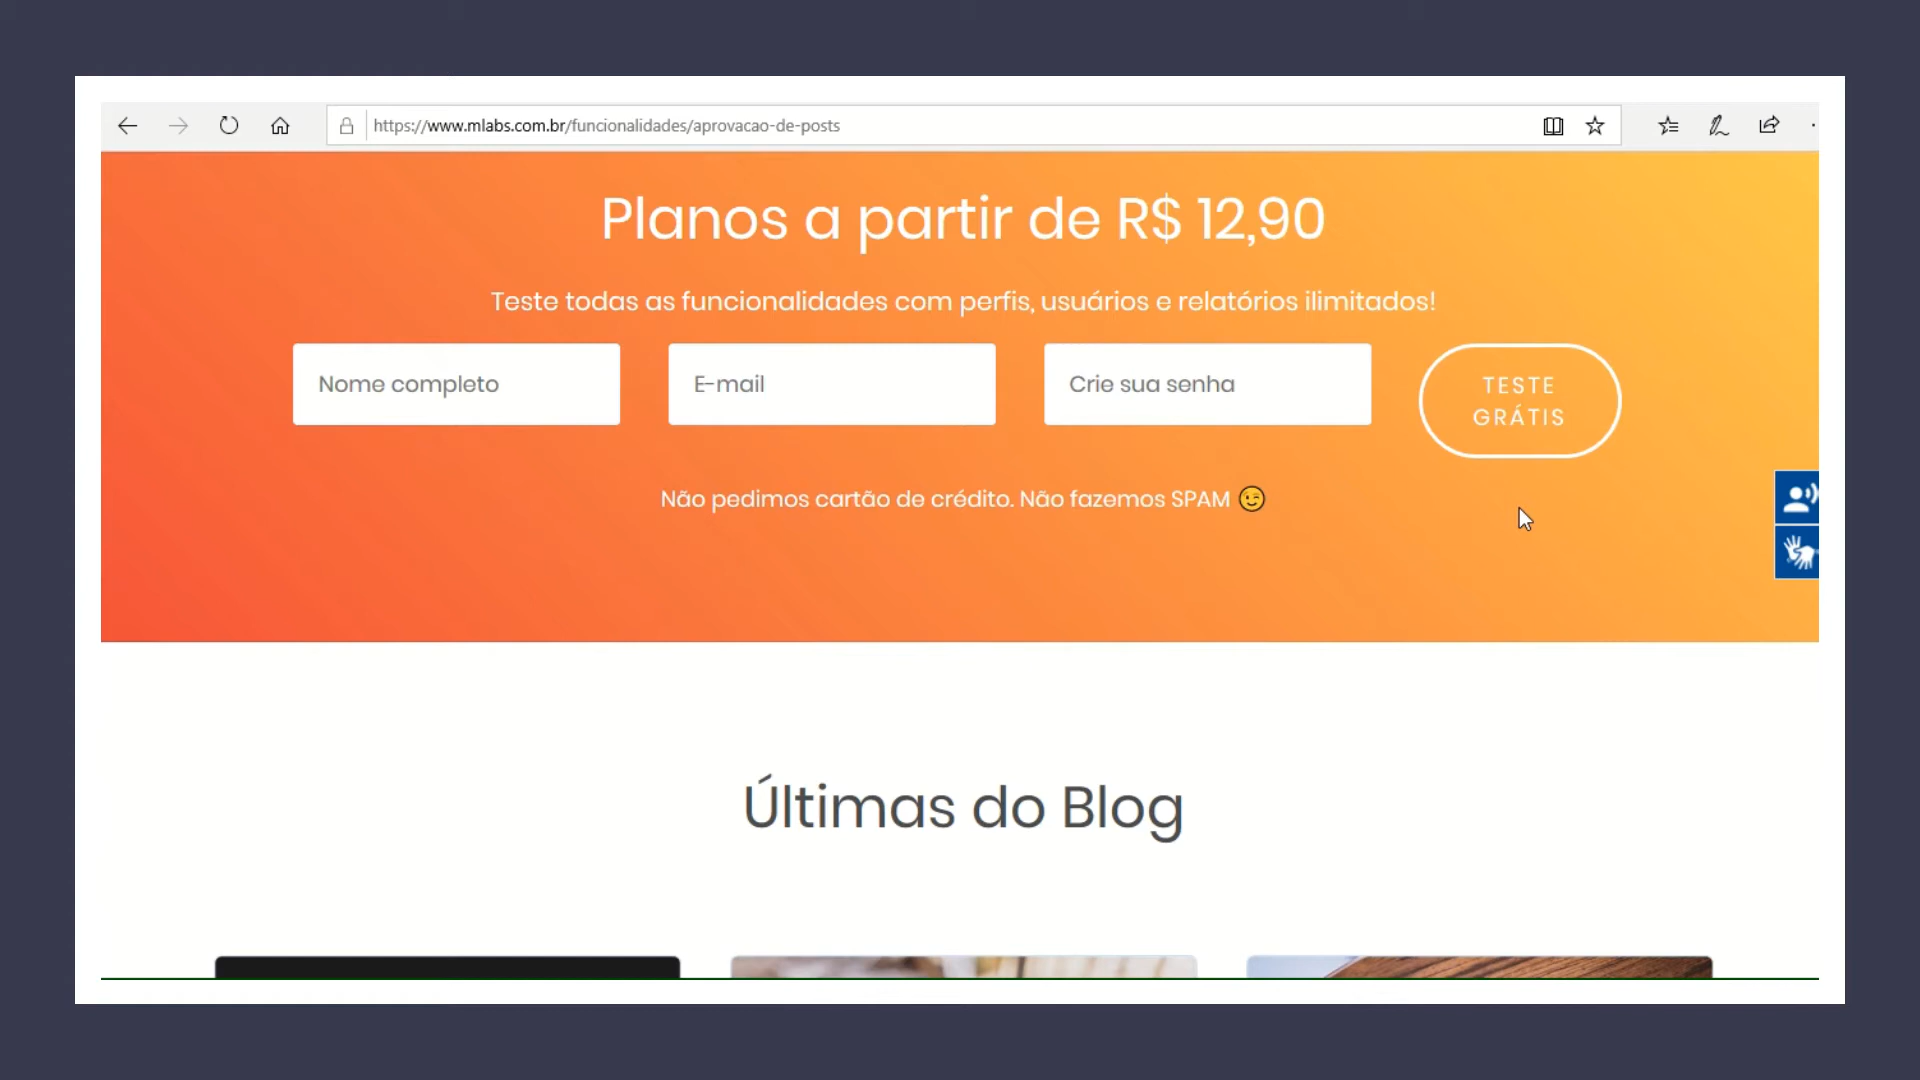 https://www.mlabs.com.br/funcionalidades/aprovacao-de-posts
Planos a partir de R$ 12,90
Teste todas as funcionalidades com perfis, usuários e relatórios ilimitados!
Nome completo
E-mail
Crie sua senha
TESTE
GRÁTIS
Não pedimos cartão de crédito. Não fazemos SPAM 😉
Últimas do Blog